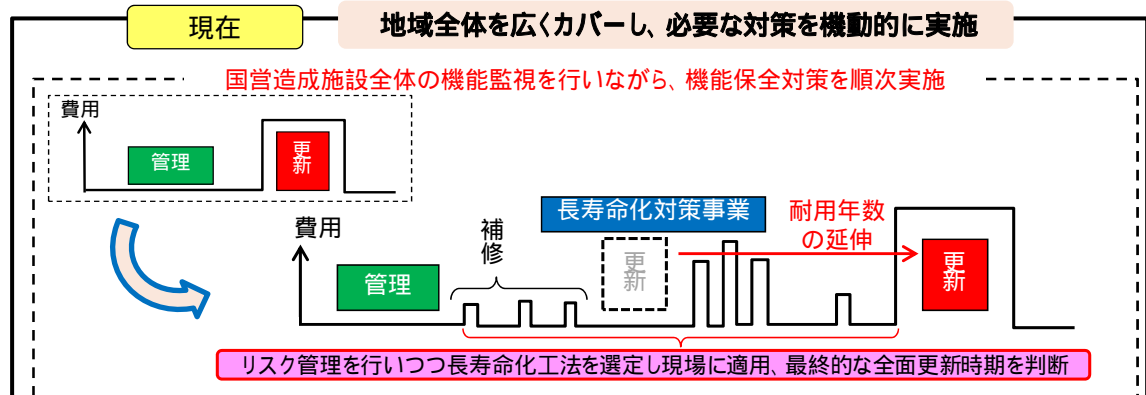 現在
地域全体を広くカバーし、必要な対策を機動的に実施
国営造成施設全体の機能監視を行いながら、機能保全対策を順次実施
費用
管理
更新
費用
管理
補修
長寿命化対策事業
更新
耐用年数
の延伸
更新
リスク管理を行いつつ長寿命化工法を選定し現場に適用、最終的な全面更新時期を判断